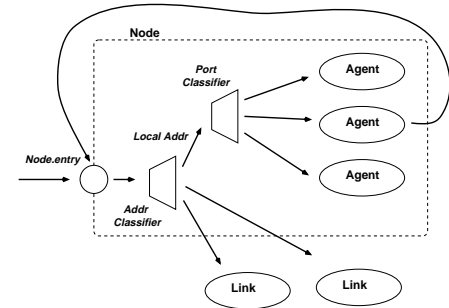 Node
Port
Classifier
Agent
Local Addr
Agent
Node.entry
Agent
Addr
Classifier
Link
Link